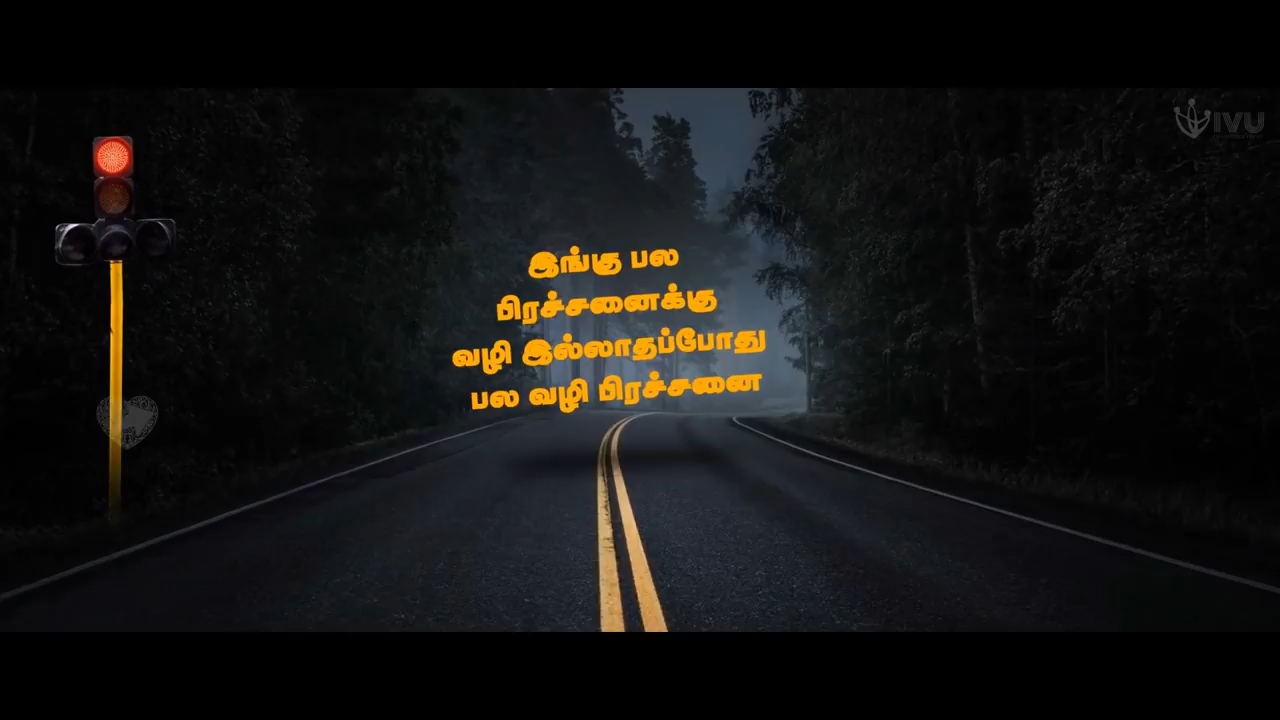 இங்கு பல
பிரச்சனைக்கு
வழி இல்லாதப்போது
பல வழி பிரச்சனை
IVU